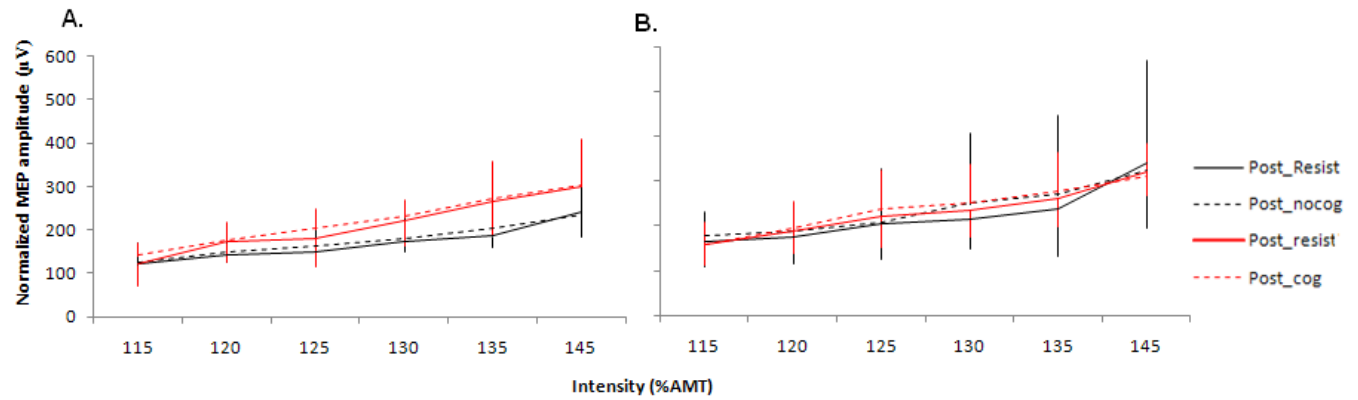 A.
B.
Normalized MEP amplitude (µV)
600
500
400
300
200
100
0
115 120 125 130 135 145
115 120 125 130 135 145
Intensity (%AMT)
Post_Resist
Post_nocog
Post_resist
Post_cog